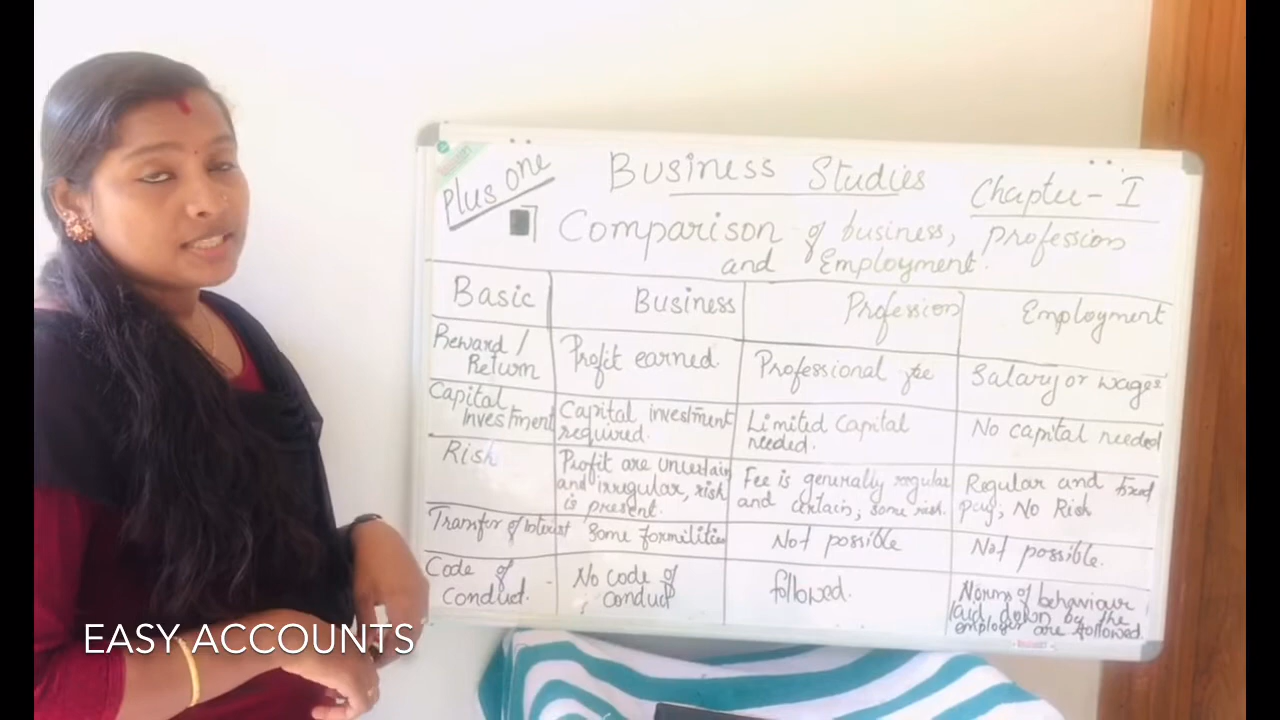 Plus one
Business Studies
Chapter - I
Comparison of business, profession
and Employment.
Basic Business Profession Employment
Reward / Return
Profit earned.
Professional fee
Salary or wages
Capital Investment
Capital investment required.
Limited Capital needed.
No capital needed
Risk
Profit are uncertain
and irregular, risk
is present.
Fee is generally regular
and certain; some risk.
Regular and fixed
pay; No Risk
Transfer of interest
Some formilities
Not possible
Not possible.
Code of
Conduct.
No code of
conduct
followed.
Norms of behaviour
laid down by the
employer are followed.
EASY ACCOUNTS